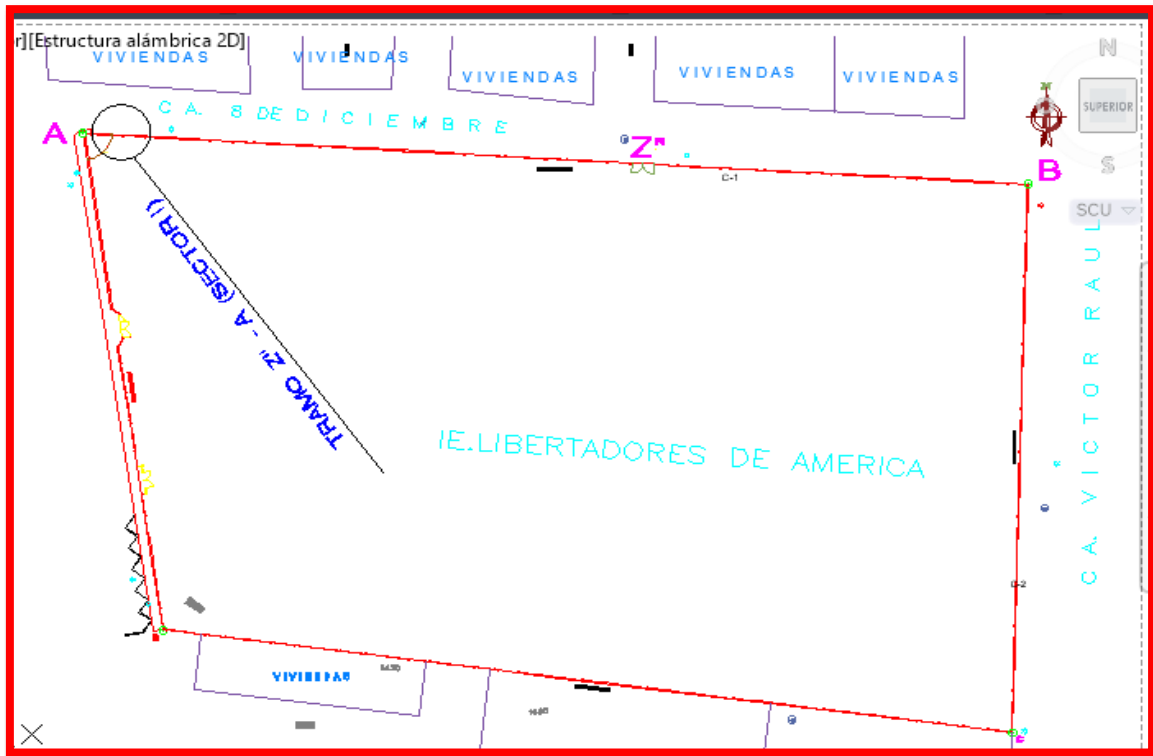 r][Estructura alámbrica 2D]
VIVIENDAS
VIVIENDAS
VIVIENDAS
VIVIENDAS
VIVIENDAS
N
SUPERIOR
S
SCU
CA. 8 DE DICIEMBRE
A
Z"
B
C-1
TRAMO Z" - A (SECTOR I)
IE.LIBERTADORES DE AMERICA
CA. VICTOR RAUL
C-2
VIVIENDAS